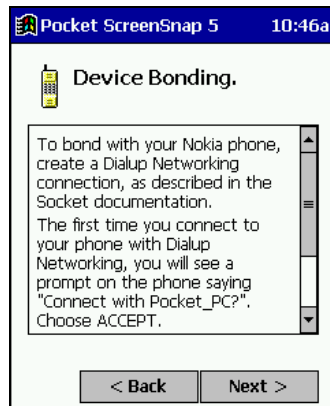 Pocket ScreenSnap 5 10:46a
Device Bonding.
To bond with your Nokia phone,
create a Dialup Networking
connection, as described in the
Socket documentation.
The first time you connect to
your phone with Dialup
Networking, you will see a
prompt on the phone saying
"Connect with Pocket_PC?".
Choose ACCEPT.
< Back Next >